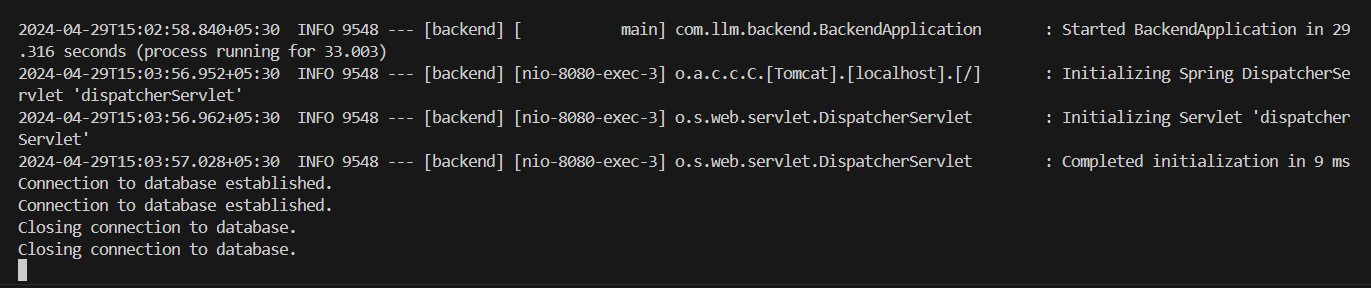 2024-04-29T15:02:58.840+05:30  INFO 9548 --- [backend] [           main] com.llm.backend.BackendApplication       : Started BackendApplication in 29
.316 seconds (process running for 33.003)
2024-04-29T15:03:56.952+05:30  INFO 9548 --- [backend] [nio-8080-exec-3] o.a.c.c.C.[Tomcat].[localhost].[/]       : Initializing Spring DispatcherSe
rvlet 'dispatcherServlet'
2024-04-29T15:03:56.962+05:30  INFO 9548 --- [backend] [nio-8080-exec-3] o.s.web.servlet.DispatcherServlet        : Initializing Servlet 'dispatcher
Servlet'
2024-04-29T15:03:57.028+05:30  INFO 9548 --- [backend] [nio-8080-exec-3] o.s.web.servlet.DispatcherServlet        : Completed initialization in 9 ms
Connection to database established.
Connection to database established.
Closing connection to database.
Closing connection to database.